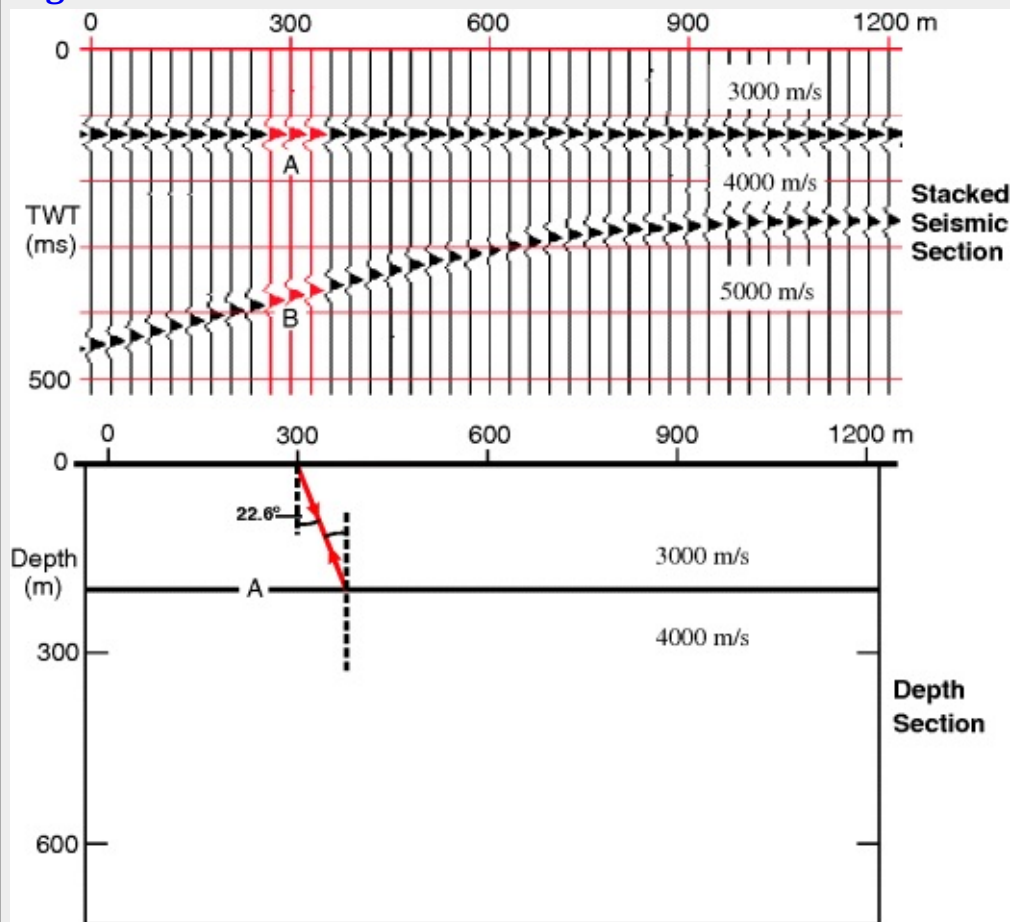 0 300 600 900 1200 m
0
3000 m/s
A
4000 m/s
TWT
(ms)
Stacked
Seismic
Section
5000 m/s
B
500
0 300 600 900 1200 m
0
22.6°
Depth
(m)
3000 m/s
A
4000 m/s
300
Depth
Section
600